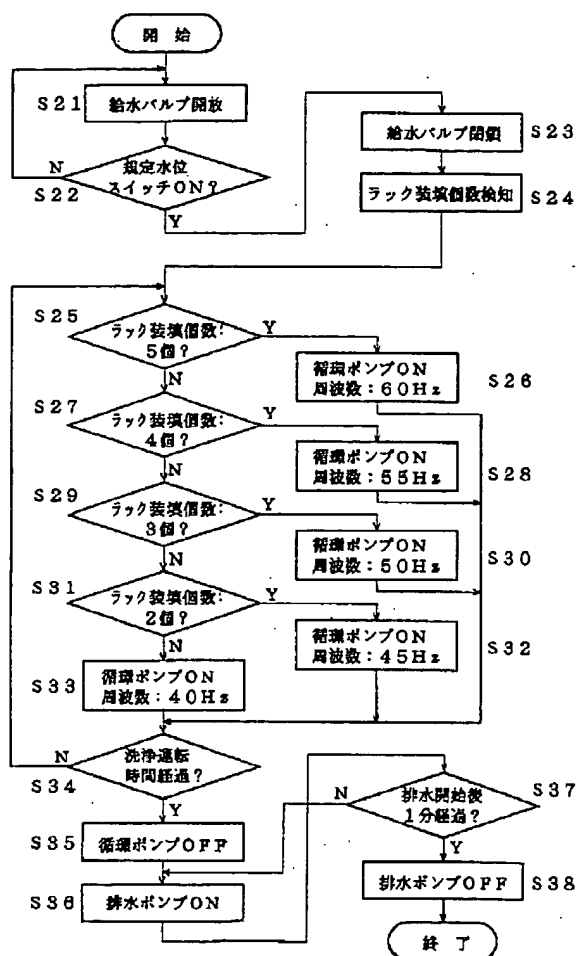 開 始
S21
給水バルブ開放
N
規定水位
スイッチON?
S22
Y
給水バルブ閉鎖
S23
ラック装填個数検知
S24
S25
ラック装填個数:
5個?
Y
N
循環ポンプON
周波数:60Hz
S26
S27
ラック装填個数:
4個?
Y
N
循環ポンプON
周波数:55Hz
S28
S29
ラック装填個数:
3個?
Y
N
循環ポンプON
周波数:50Hz
S30
S31
ラック装填個数:
2個?
Y
N
循環ポンプON
周波数:45Hz
S32
S33
循環ポンプON
周波数:40Hz
N
洗浄運転
時間経過?
S34
Y
S35
循環ポンプOFF
S36
排水ポンプON
N
排水開始後
1分経過?
S37
Y
排水ポンプOFF
S38
終 了